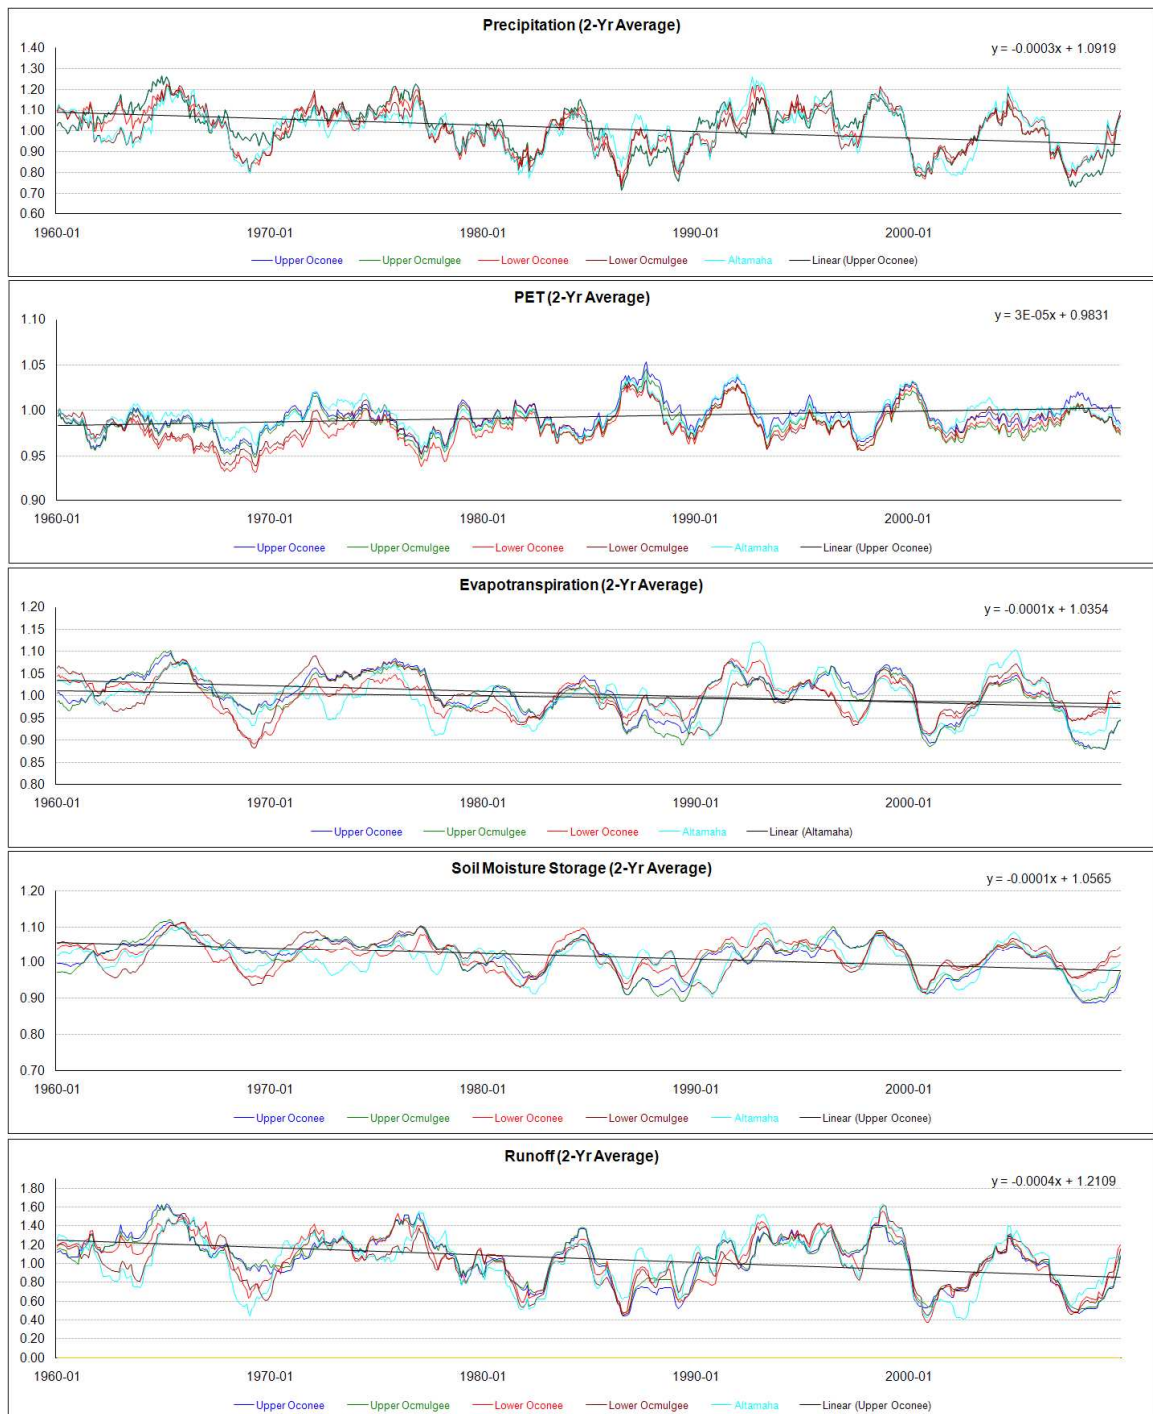 Precipitation (2-Yr Average)
y = -0.0003x + 1.0919
1.40
1.30
1.20
1.10
1.00
0.90
0.80
0.70
0.60
1960-01 1970-01 1980-01 1990-01 2000-01
Upper Oconee Upper Ocmulgee Lower Oconee Lower Ocmulgee Altamaha Linear (Upper Oconee)
PET (2-Yr Average)
y = 3E-05x + 0.9831
1.10
1.05
1.00
0.95
0.90
1960-01 1970-01 1980-01 1990-01 2000-01
Upper Oconee Upper Ocmulgee Lower Oconee Lower Ocmulgee Altamaha Linear (Upper Oconee)
Evapotranspiration (2-Yr Average)
y = -0.0001x + 1.0354
1.20
1.15
1.10
1.05
1.00
0.95
0.90
0.85
0.80
1960-01 1970-01 1980-01 1990-01 2000-01
Upper Oconee Upper Ocmulgee Lower Oconee Altamaha Linear (Altamaha)
Soil Moisture Storage (2-Yr Average)
y = -0.0001x + 1.0565
1.20
1.10
1.00
0.90
0.80
0.70
1960-01 1970-01 1980-01 1990-01 2000-01
Upper Oconee Upper Ocmulgee Lower Oconee Lower Ocmulgee Altamaha Linear (Upper Oconee)
Runoff (2-Yr Average)
y = -0.0004x + 1.2109
1.80
1.60
1.40
1.20
1.00
0.80
0.60
0.40
0.20
0.00
1960-01 1970-01 1980-01 1990-01 2000-01
Upper Oconee Upper Ocmulgee Lower Oconee Lower Ocmulgee Altamaha Linear (Upper Oconee)